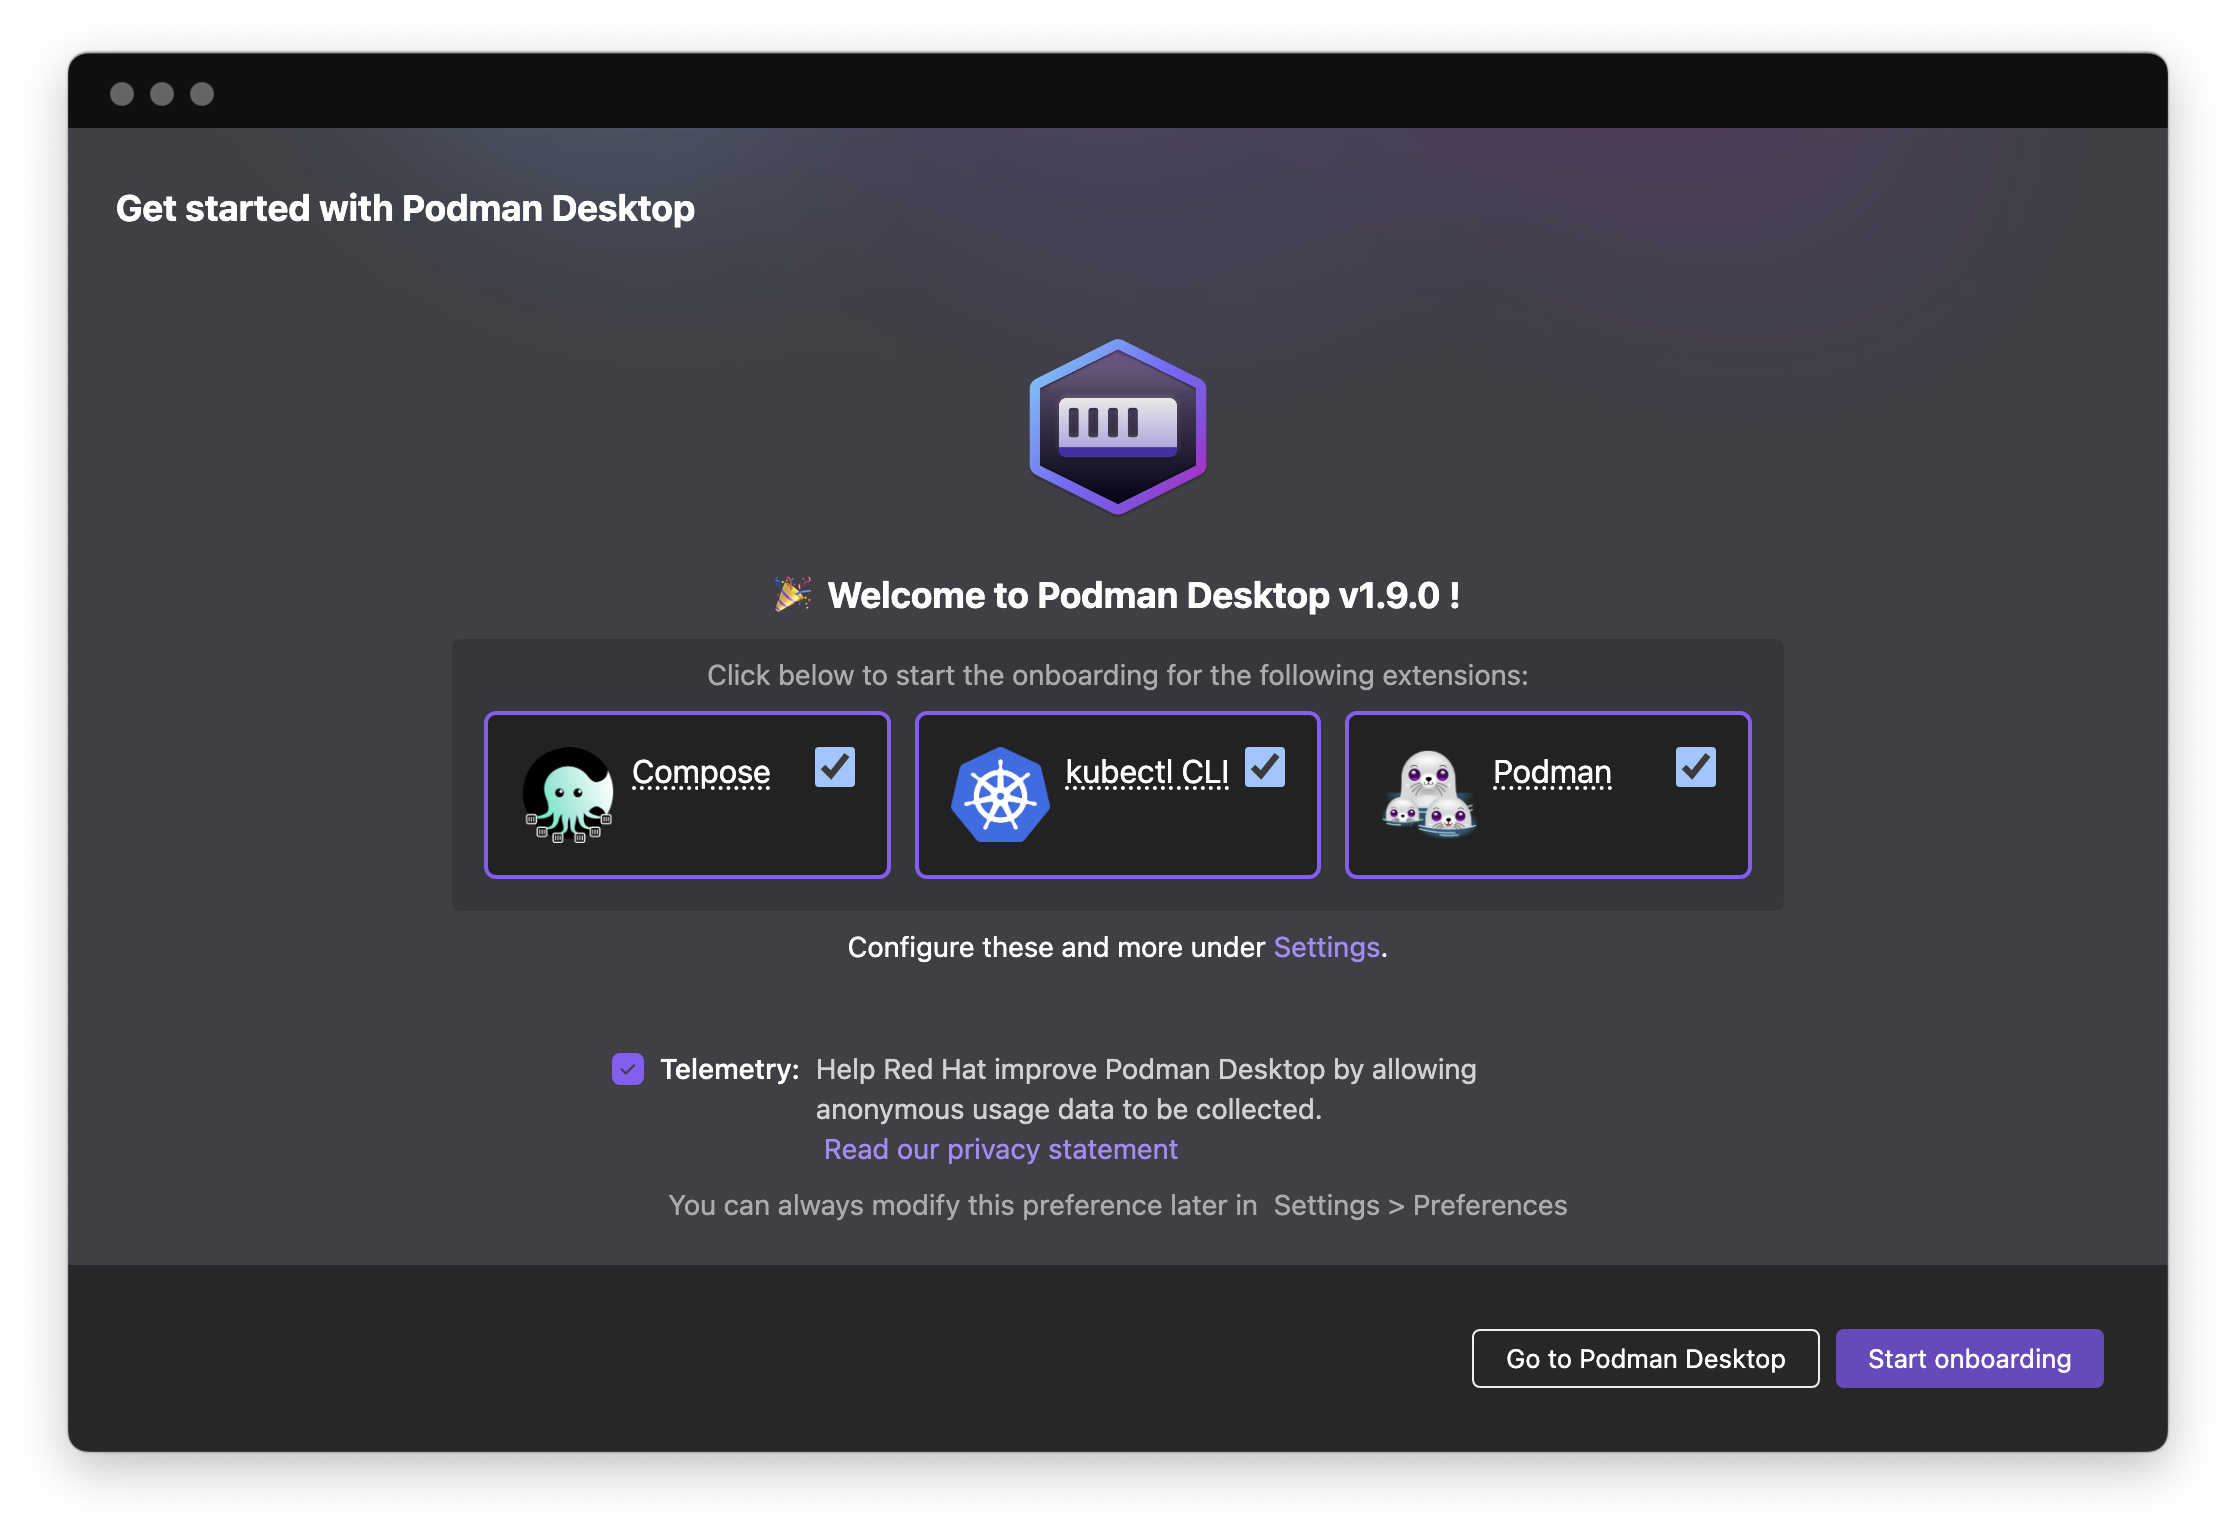 Get started with Podman Desktop
🎉 Welcome to Podman Desktop v1.9.0 !
Click below to start the onboarding for the following extensions:
Compose
kubectl CLI
Podman
Configure these and more under Settings.
Telemetry: Help Red Hat improve Podman Desktop by allowing
anonymous usage data to be collected.
Read our privacy statement
You can always modify this preference later in Settings > Preferences
Go to Podman Desktop
Start onboarding